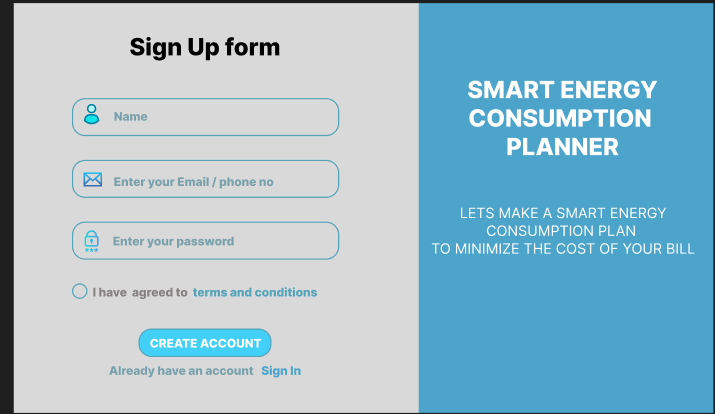 Sign Up form
Name
Enter your Email / phone no
Enter your password
***
I have agreed to terms and conditions
CREATE ACCOUNT
Already have an account Sign In
SMART ENERGY
CONSUMPTION
PLANNER
LETS MAKE A SMART ENERGY
CONSUMPTION PLAN
TO MINIMIZE THE COST OF YOUR BILL